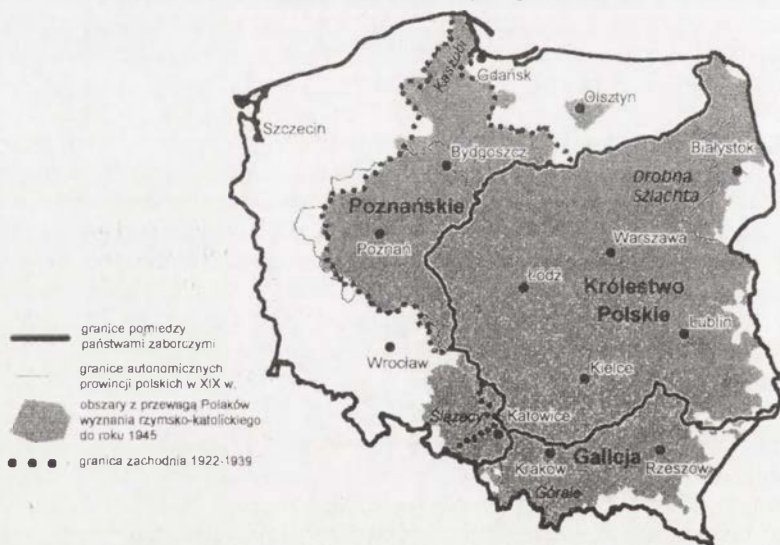 Kaszubi
Gdańsk
Olsztyn
Szczecin
Bydgoszcz
Białystok
Drobna
Szlachta
Poznańskie
Poznań
Warszawa
Łódź
Królestwo
Polskie
Lublin
Wrocław
Kielce
Ślązacy
Katowice
Kraków
Galicja
Rzeszów
Górale
granice pomiędzy
państwami zaborczymi
granice autonomicznych
prowincji polskich w XIX w.
obszary z przewagą Polaków
wyznania rzymsko-katolickiego
do roku 1945
granica zachodnia 1922-1939